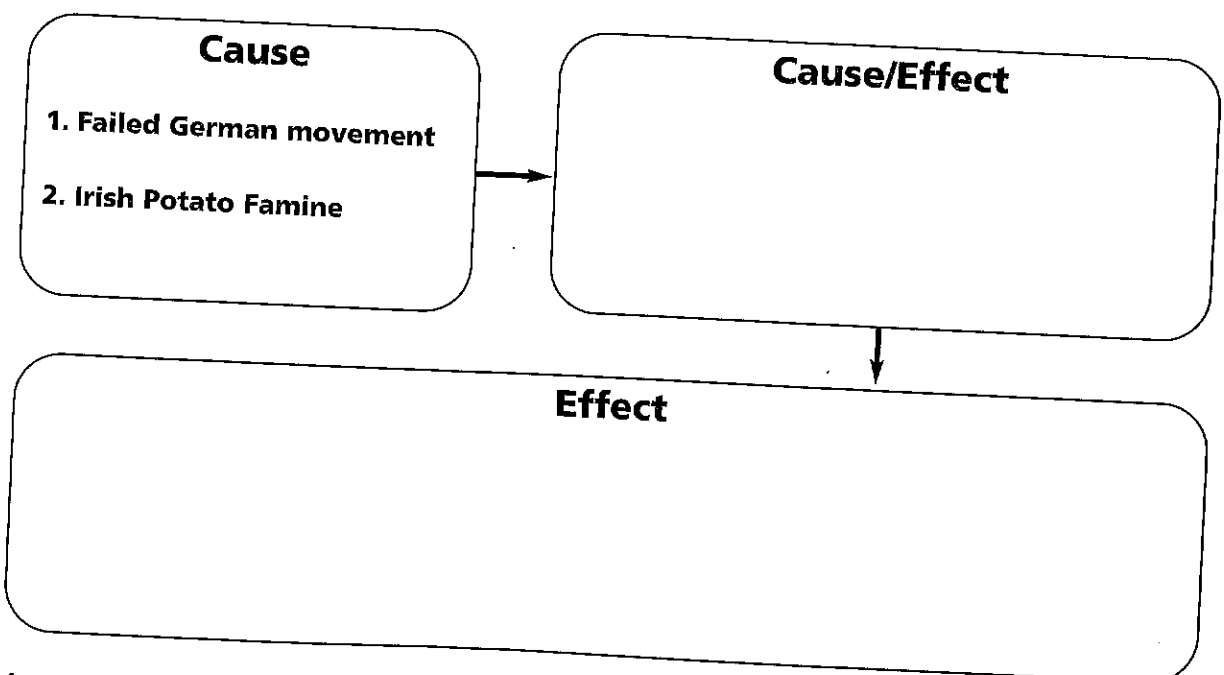 Cause
1. Failed German movement
2. Irish Potato Famine
Cause/Effect
Effect